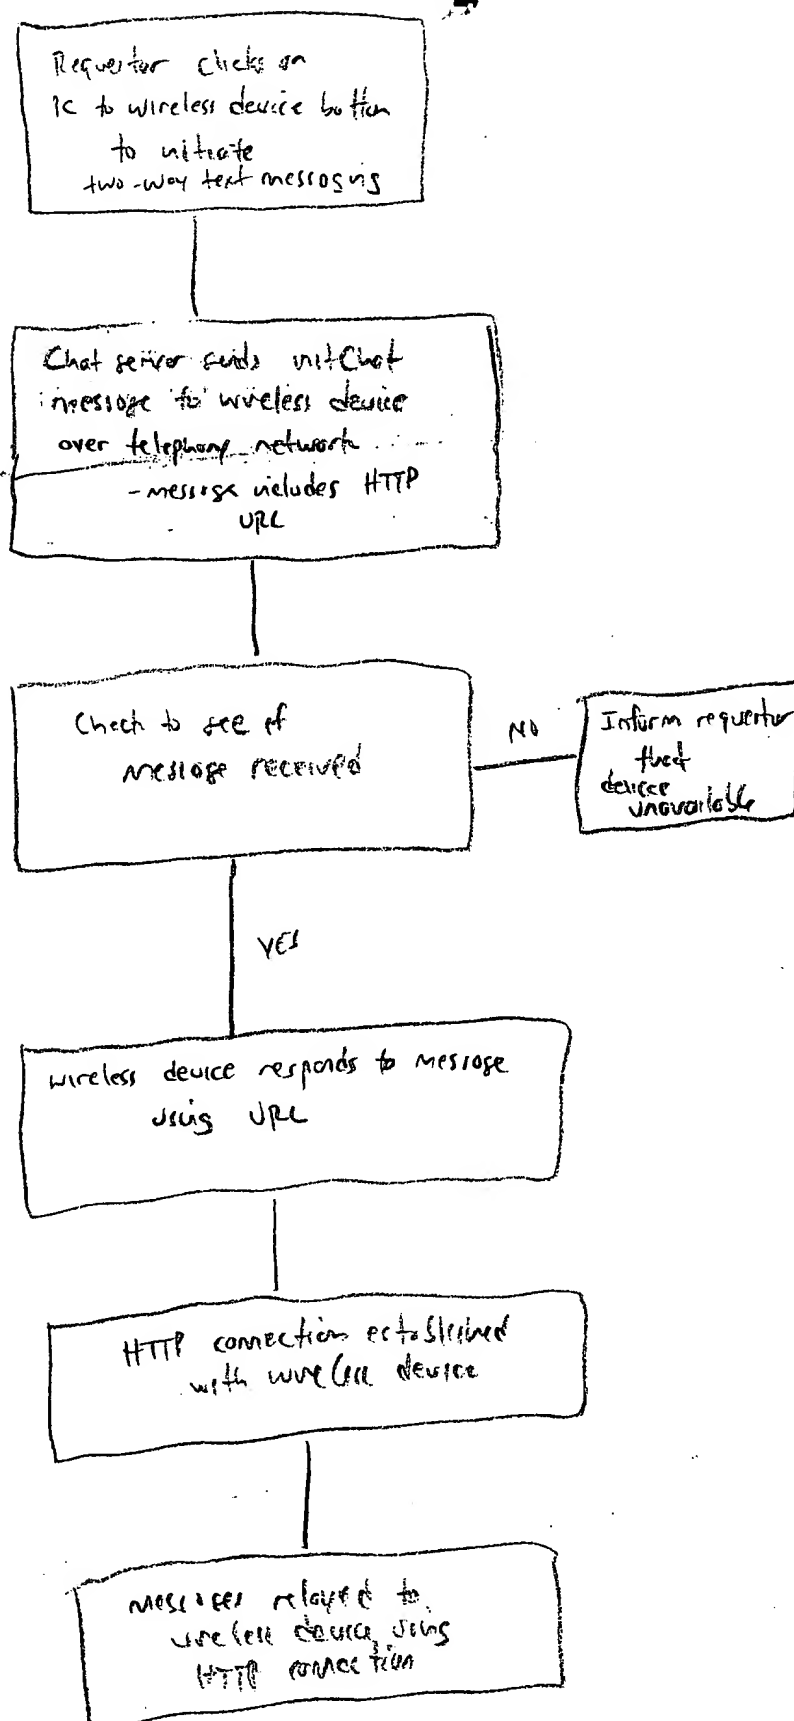 Requestor clicks on
IC to wireless device button
to initiate
two-way text messaging
Chat server sends initChat
message to wireless device
over telephony network
- message includes HTTP
URL
Check to see if
message received
NO
Inform requestor
that
device
unavailable
YES
wireless device responds to message
using URL
HTTP connection established
with wireless device
messages relayed to
wireless device using
HTTP connection